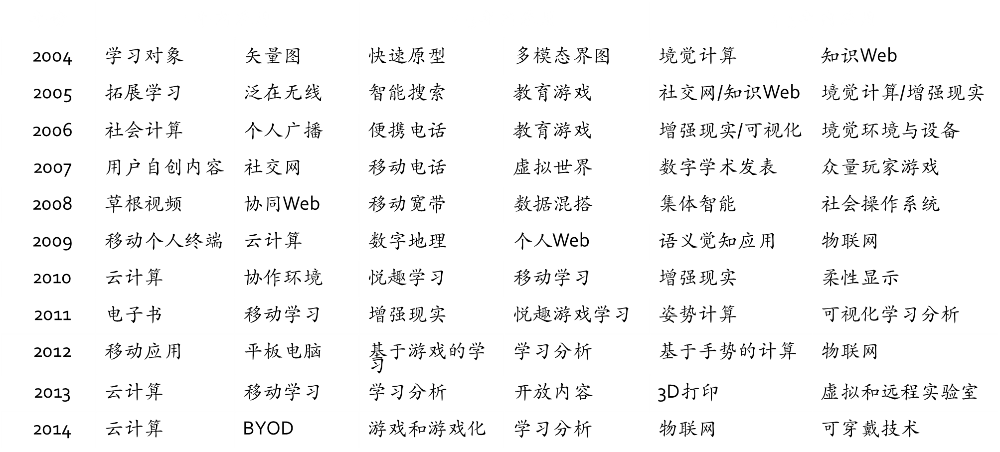 2004 学习对象 矢量图 快速原型 多模态界图 境觉计算 知识Web
2005 拓展学习 泛在无线 智能搜索 教育游戏 社交网/知识Web 境觉计算/增强现实
2006 社会计算 个人广播 便携电话 教育游戏 增强现实/可视化 境觉环境与设备
2007 用户自创内容 社交网 移动电话 虚拟世界 数字学术发表 众量玩家游戏
2008 草根视频 协同Web 移动宽带 数据混搭 集体智能 社会操作系统
2009 移动个人终端 云计算 数字地理 个人Web 语义觉知应用 物联网
2010 云计算 协作环境 悦趣学习 移动学习 增强现实 柔性显示
2011 电子书 移动学习 增强现实 悦趣游戏学习 姿势计算 可视化学习分析
2012 移动应用 平板电脑 基于游戏的学 学习分析 基于手势的计算 物联网
习
2013 云计算 移动学习 学习分析 开放内容 3D打印 虚拟和远程实验室
2014 云计算 BYOD 游戏和游戏化 学习分析 物联网 可穿戴技术